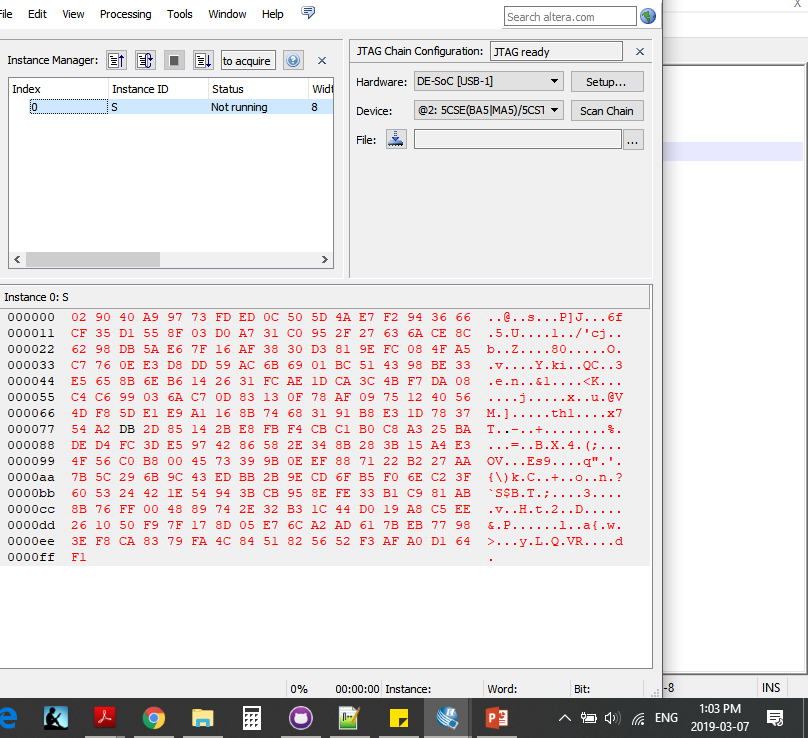 File Edit View Processing Tools Window Help Search altera.com
Instance Manager: to acquire
JTAG Chain Configuration: JTAG ready
Index Instance ID Status Widt
0 S Not running 8
Hardware: DE-SoC [USB-1] Setup...
Device: @2: 5CSE(BA5|MA5)/5CST Scan Chain
File: ...
Instance 0: S
000000 02 90 40 A9 97 73 FD ED 0C 50 5D 4A E7 F2 94 36 66 ..@..s...P]J...6f
000011 CF 35 D1 55 8F 03 D0 A7 31 C0 95 2F 27 63 6A CE 8C .5.U....1../'cj..
000022 62 98 DB 5A E6 7F 16 AF 38 30 D3 81 9E FC 08 4F A5 b..Z....80.....O.
000033 C7 76 0E E3 D8 DD 59 AC 6B 69 01 BC 51 43 98 BE 33 .v....Y.ki..QC..3
000044 E5 65 8B 6E B6 14 26 31 FC AE 1D CA 3C 4B F7 DA 08 .e.n..&1....<K...
000055 C4 C6 99 03 6A C7 0D 83 13 0F 78 AF 09 75 12 40 56 ....j.....x..u.@V
000066 4D F8 5D E1 E9 A1 16 8B 74 68 31 91 B8 E3 1D 78 37 M.].....th1....x7
000077 54 A2 DB 2D 85 14 2B E8 FB F4 CB C1 B0 C8 A3 25 BA T..-..+........%.
000088 DE D4 FC 3D E5 97 42 86 58 2E 34 8B 28 3B 15 A4 E3 ...=..B.X.4.(;...
000099 4F 56 C0 B8 00 45 73 39 9B 0E EF 88 71 22 B2 27 AA OV...Es9....q".'.
0000aa 7B 5C 29 6B 9C 43 ED BB 2B 9E CD 6F B5 F0 6E C2 3F {\)k.C..+..o..n.?
0000bb 60 53 24 42 1E 54 94 3B CB 95 8E FE 33 B1 C9 81 AB `S$B.T.;....3....
0000cc 8B 76 FF 00 48 89 74 2E 32 B3 1C 44 D0 19 A8 C5 EE .v..H.t.2..D.....
0000dd 26 10 50 F9 7F 17 8D 05 E7 6C A2 AD 61 7B EB 77 98 &.P......l..a{.w.
0000ee 3E F8 CA 83 79 FA 4C 84 51 82 56 52 F3 AF A0 D1 64 >...y.L.Q.VR....d
0000ff F1 .
0% 00:00:00 Instance: Word: Bit: -8 INS
ENG
1:03 PM
2019-03-07